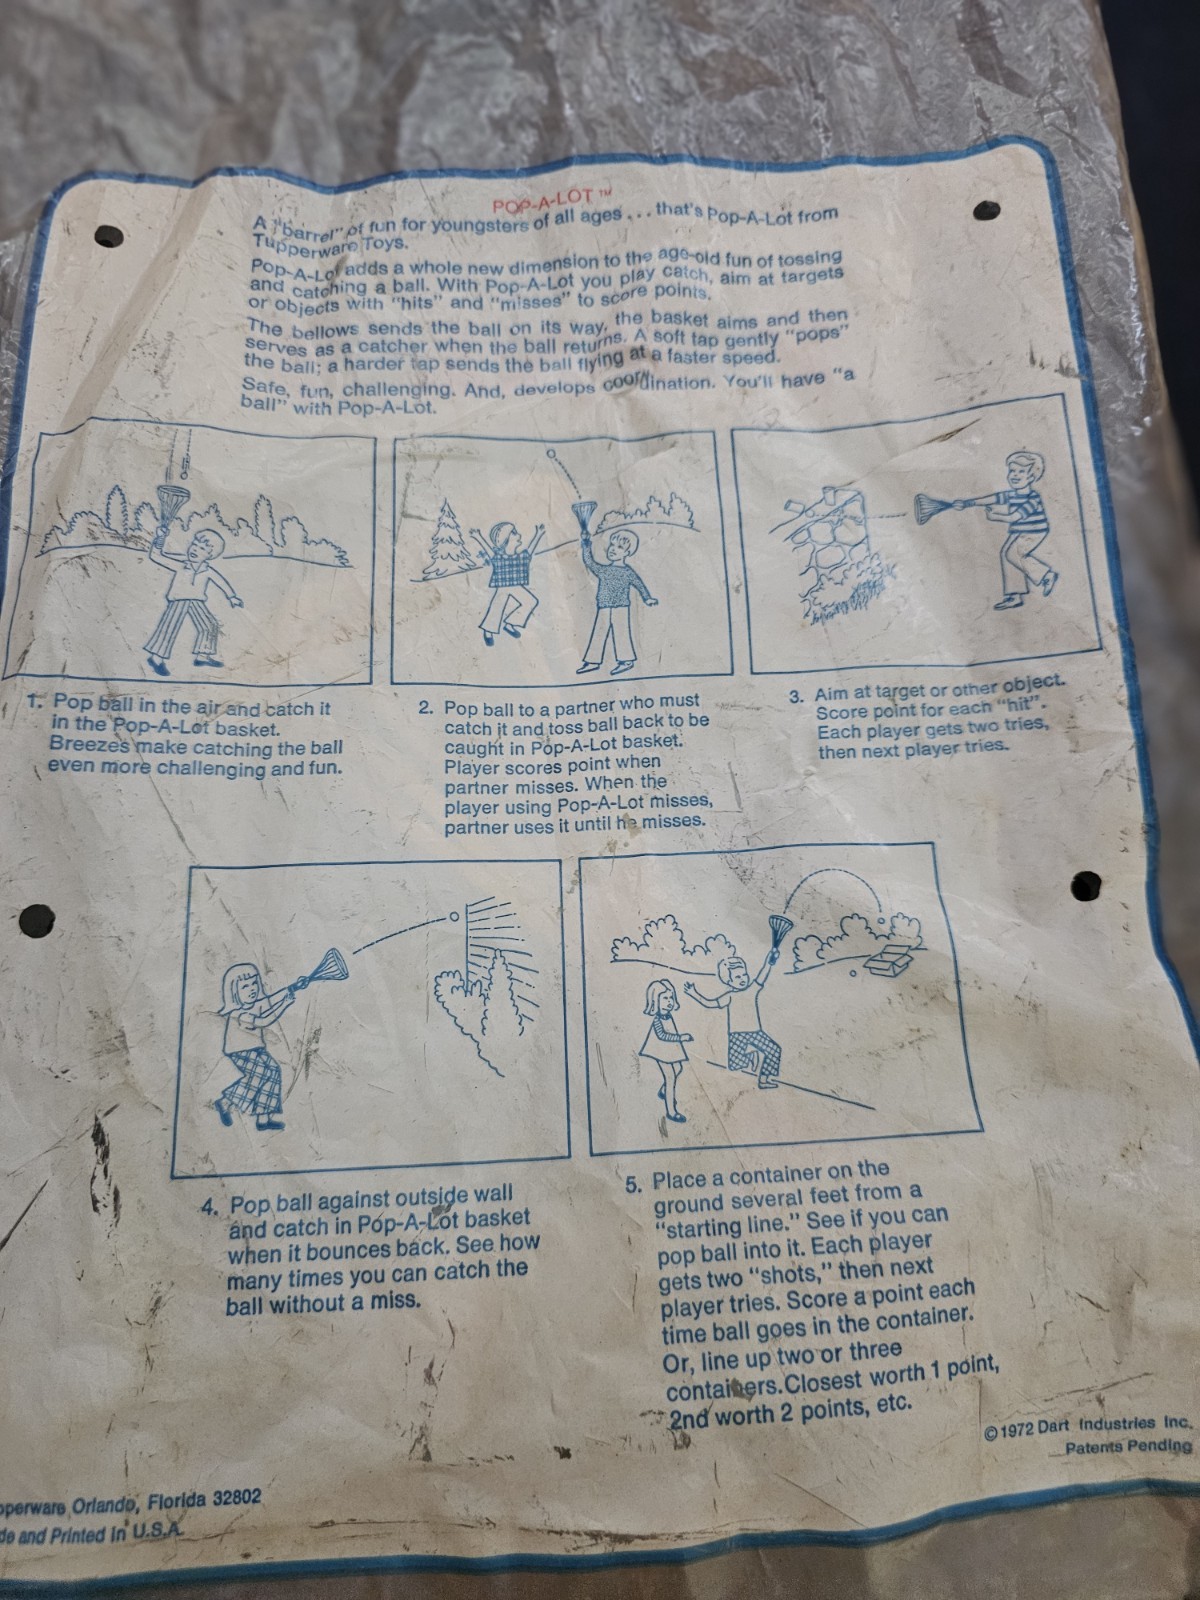 POP-A-LOT™
A "barrel" of fun for youngsters of all ages... that's Pop-A-Lot from
Tupperware Toys.
Pop-A-Lot adds a whole new dimension to the age-old fun of tossing
and catching a ball. With Pop-A-Lot you play catch, aim at targets
or objects with "hits" and "misses" to score points.
The bellows sends the ball on its way, the basket aims and then
serves as a catcher when the ball returns. A soft tap gently "pops"
the ball; a harder tap sends the ball flying at a faster speed.
Safe, fun, challenging. And, develops coordination. You'll have "a
ball" with Pop-A-Lot.
1. Pop ball in the air and catch it
in the Pop-A-Lot basket.
Breezes make catching the ball
even more challenging and fun.
2. Pop ball to a partner who must
catch it and toss ball back to be
caught in Pop-A-Lot basket.
Player scores point when
partner misses. When the
player using Pop-A-Lot misses,
partner uses it until he misses.
3. Aim at target or other object.
Score point for each "hit".
Each player gets two tries,
then next player tries.
4. Pop ball against outside wall
and catch in Pop-A-Lot basket
when it bounces back. See how
many times you can catch the
ball without a miss.
5. Place a container on the
ground several feet from a
"starting line." See if you can
pop ball into it. Each player
gets two "shots," then next
player tries. Score a point each
time ball goes in the container.
Or, line up two or three
containers. Closest worth 1 point,
2nd worth 2 points, etc.
©1972 Dart Industries Inc.
Patents Pending
pperware Orlando, Florida 32802
de and Printed in U.S.A.